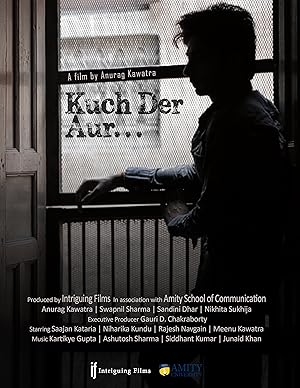 A film by Anurag Kawatra
Kuch Der
Aur...
Produced by Intriguing Films In association with Amity School of Communication
Anurag Kawatra | Swapnil Sharma | Sandini Dhar | Nikhita Sukhija
Executive Producer Gauri D. Chakraborty
Starring Saajan Kataria | Niharika Kundu | Rajesh Navgain | Meenu Kawatra
Music Kartikye Gupta | Ashutosh Sharma | Siddhant Kumar | Junaid Khan
if Intriguing Films
AMITY
UNIVERSITY